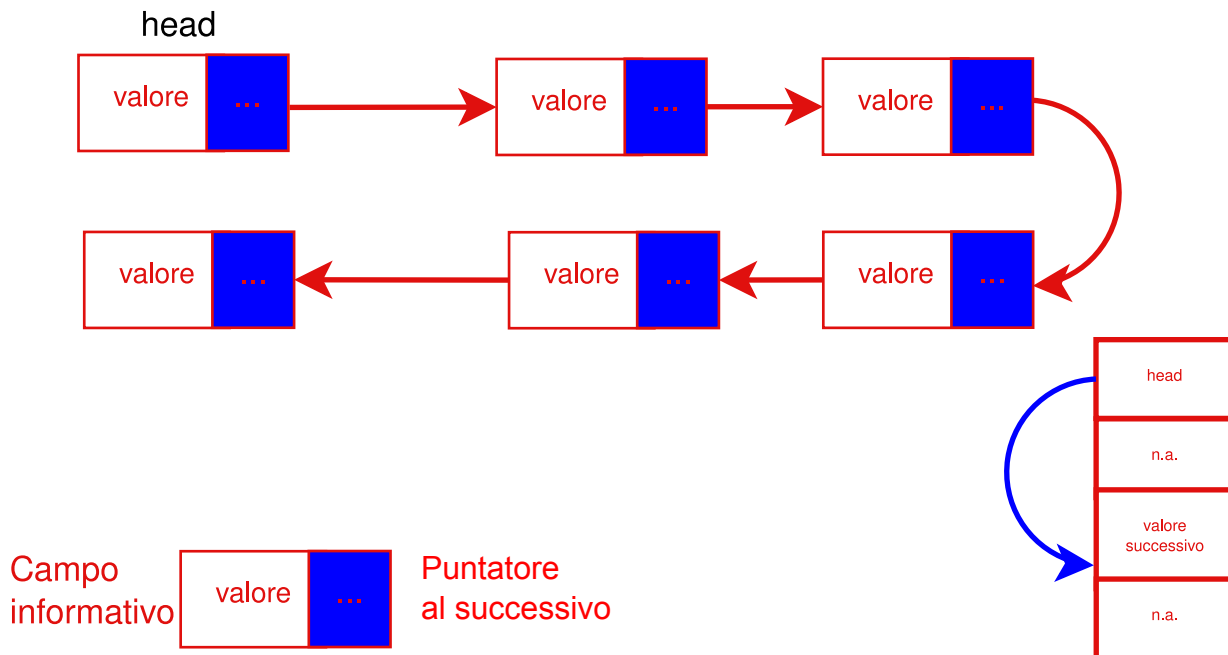 head
valore ...
valore ...
valore ...
valore ...
valore ...
valore ...
head
n.a.
valore
successivo
n.a.
Campo
informativo
valore ...
Puntatore
al successivo